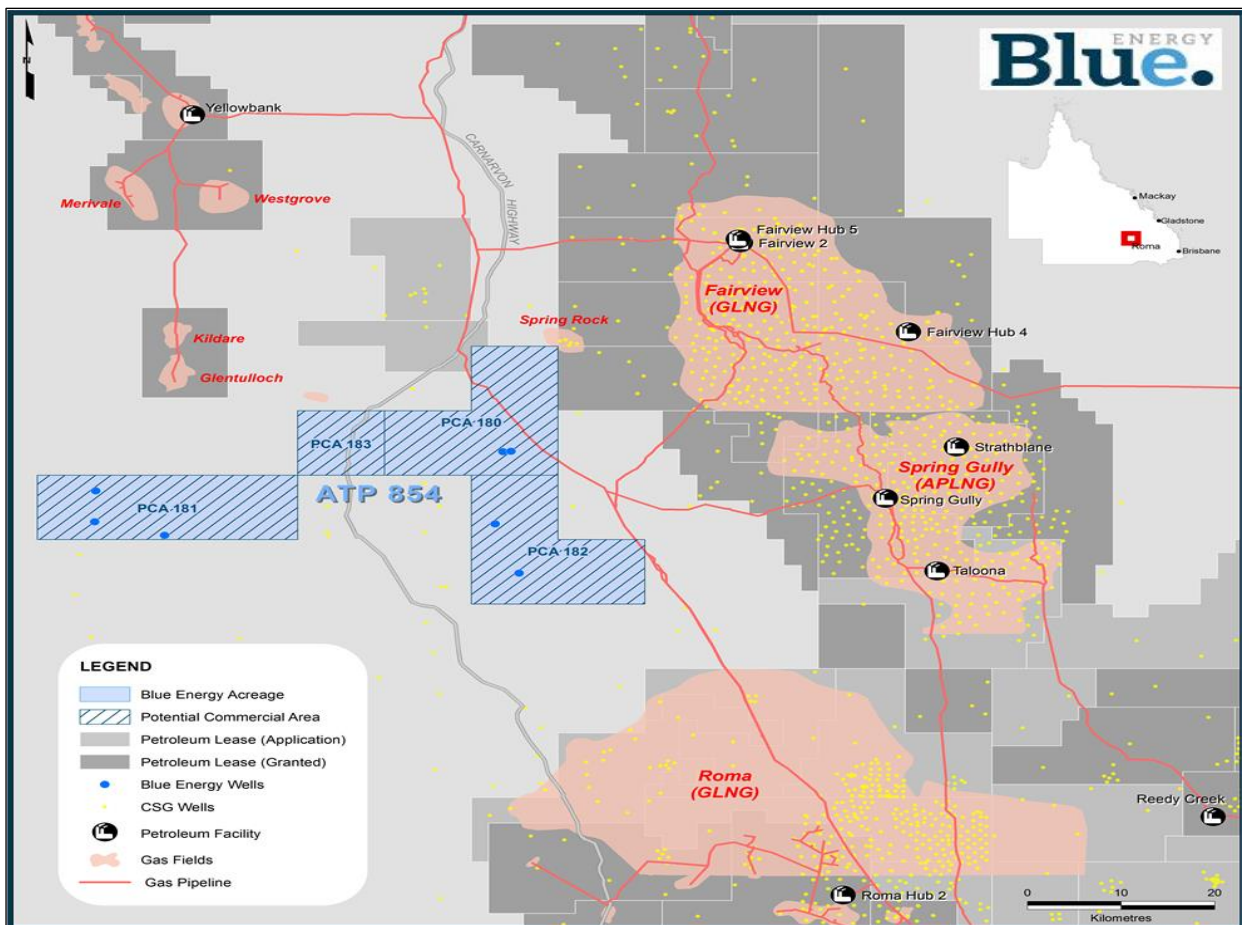 ENERGY
Blue.
N
Yellowbank
CARNARVON
HIGHWAY
Mackay
Gladstone
Roma
Brisbane
Merivale
Westgrove
Fairview Hub 5
Fairview 2
Fairview
(GLNG)
Spring Rock
Fairview Hub 4
Kildare
Glentulloch
PCA 183
PCA 180
Strathblane
Spring Gully
(APLNG)
ATP 854
Spring Gully
PCA 181
PCA 182
Taloona
LEGEND
Blue Energy Acreage
Potential Commercial Area
Petroleum Lease (Application)
Petroleum Lease (Granted)
Blue Energy Wells
CSG Wells
Petroleum Facility
Gas Fields
Gas Pipeline
Roma
(GLNG)
Reedy Creek
Roma Hub 2
0 10 20
Kilometres